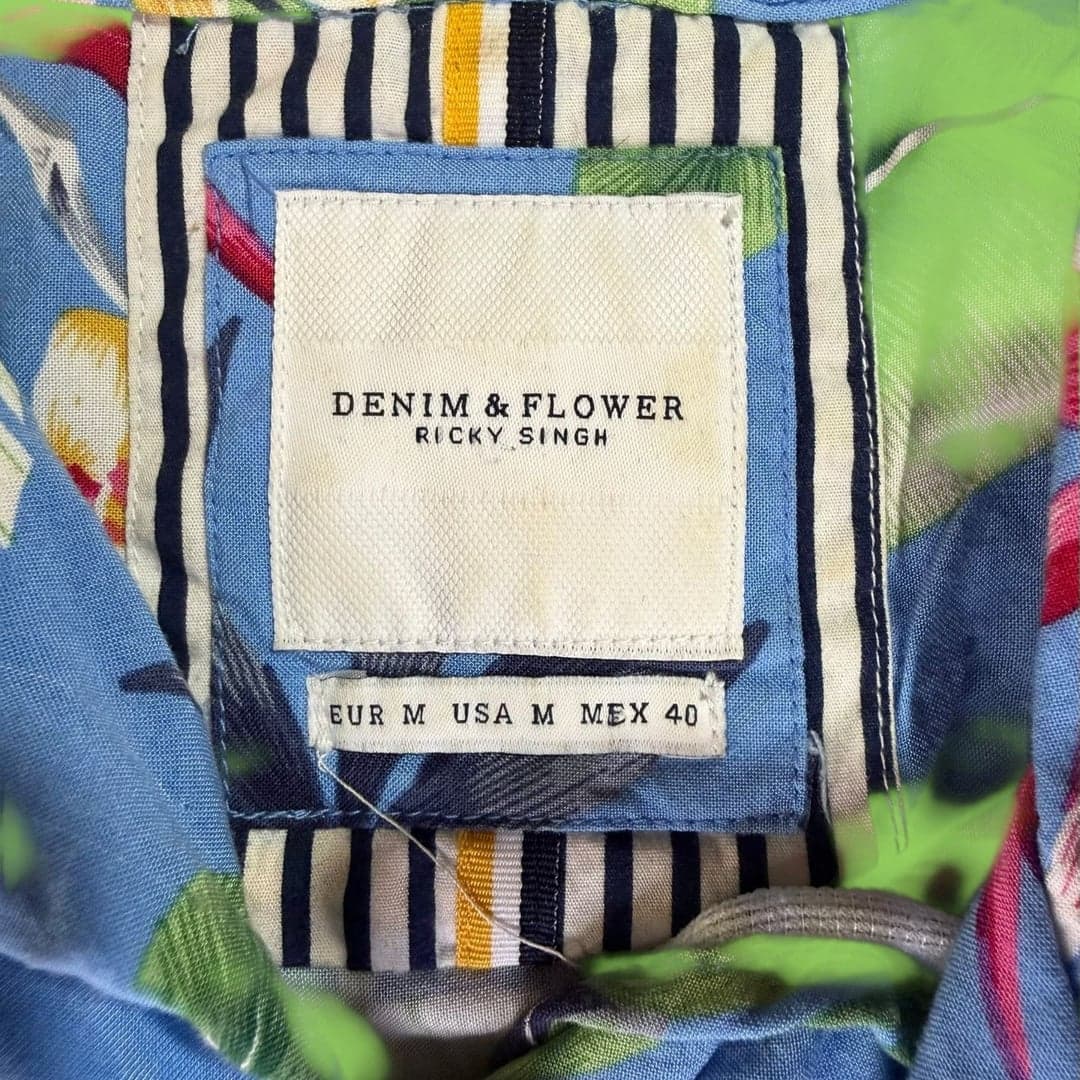 DENIM & FLOWER
RICKY SINGH
EUR M USA M MEX 40